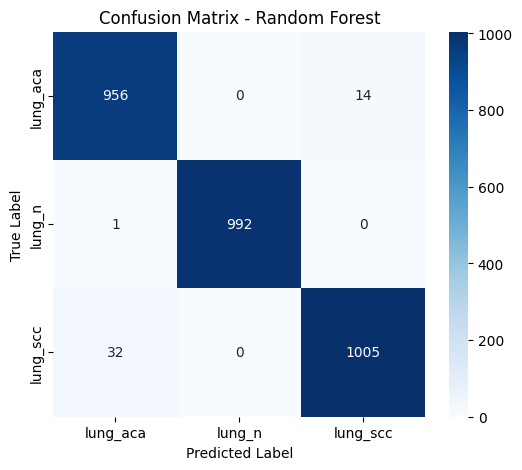 Confusion Matrix - Random Forest
True Label
lung_aca
956 0 14
lung_n
1 992 0
lung_scc
32 0 1005
lung_aca lung_n lung_scc
Predicted Label
1000
800
600
400
200
0